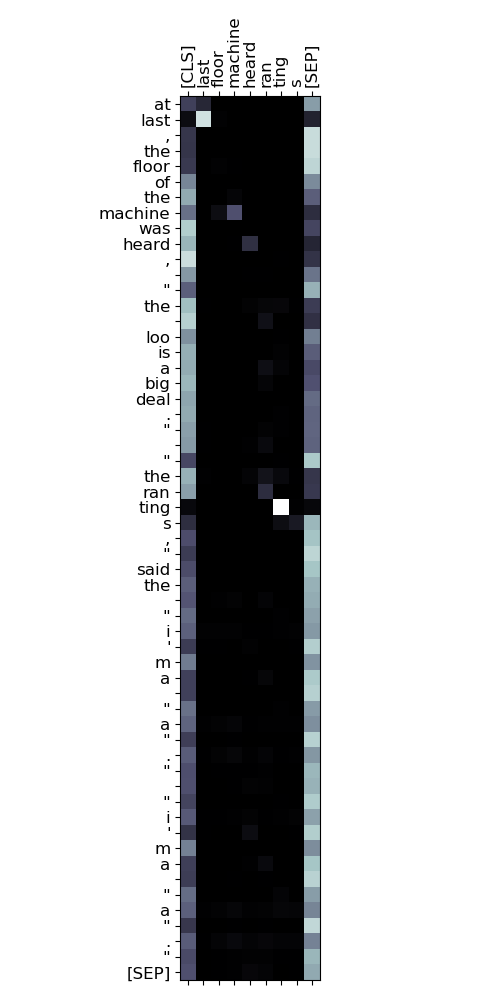 [CLS]
last
floor
machine
heard
ran
ting
s
[SEP]
at
last
,
the
floor
of
the
machine
was
heard
,
"
the
loo
is
a
big
deal
.
"
"
the
ran
ting
s
,
"
said
the
"
i
'
m
a
"
a
"
.
"
"
i
'
m
a
"
a
"
.
"
[SEP]